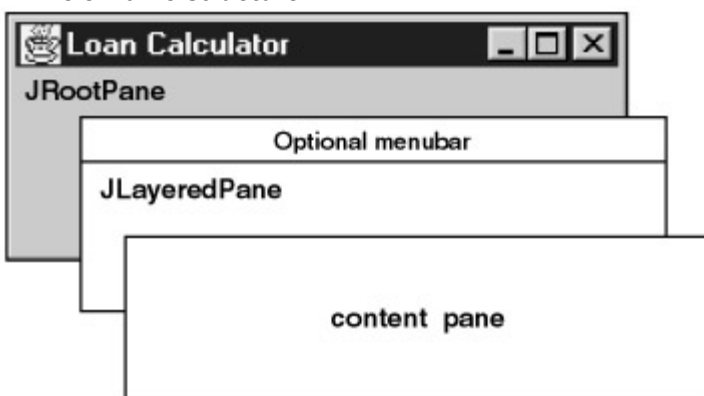 Loan Calculator
JRootPane
Optional menubar
JLayeredPane
content pane